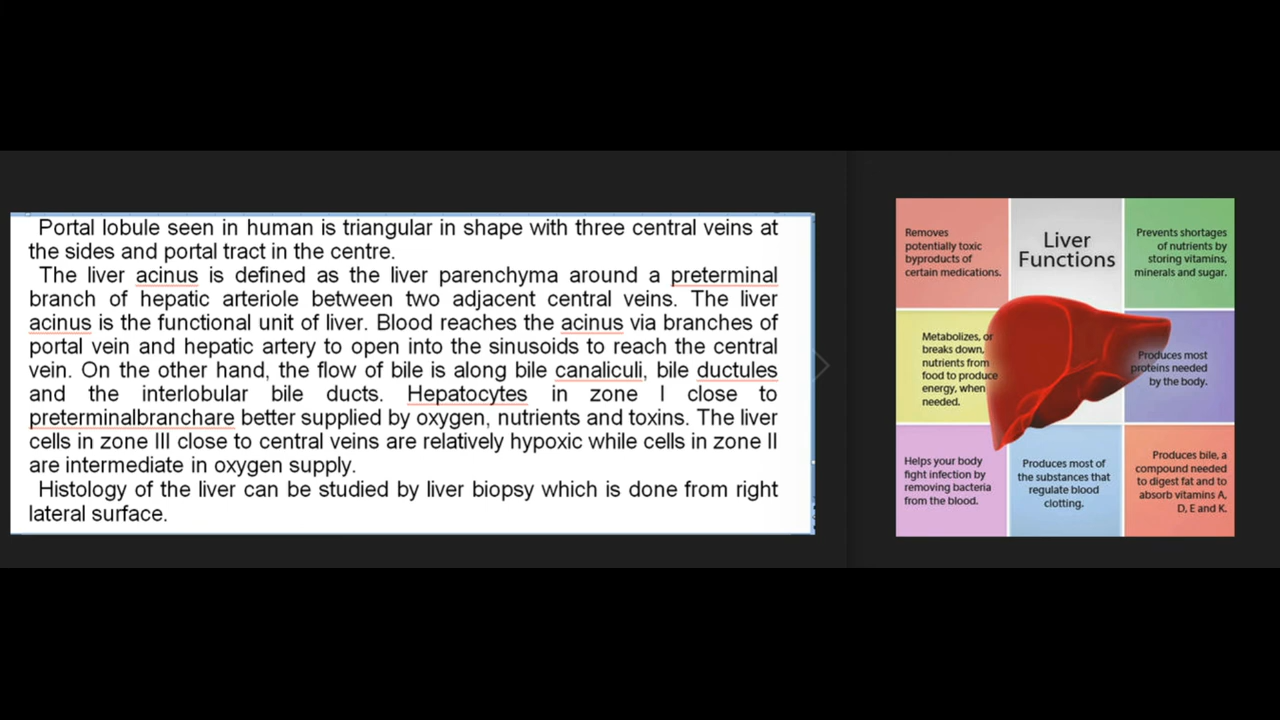 Portal lobule seen in human is triangular in shape with three central veins at
the sides and portal tract in the centre.
The liver acinus is defined as the liver parenchyma around a preterminal
branch of hepatic arteriole between two adjacent central veins. The liver
acinus is the functional unit of liver. Blood reaches the acinus via branches of
portal vein and hepatic artery to open into the sinusoids to reach the central
vein. On the other hand, the flow of bile is along bile canaliculi, bile ductules
and the interlobular bile ducts. Hepatocytes in zone I close to
preterminalbranchare better supplied by oxygen, nutrients and toxins. The liver
cells in zone III close to central veins are relatively hypoxic while cells in zone II
are intermediate in oxygen supply.
Histology of the liver can be studied by liver biopsy which is done from right
lateral surface.
Removes
potentially toxic
byproducts of
certain medications.
Liver
Functions
Prevents shortages
of nutrients by
storing vitamins,
minerals and sugar.
Metabolizes, or
breaks down,
nutrients from
food to produce
energy, when
needed.
Produces most
proteins needed
by the body.
Helps your body
fight infection by
removing bacteria
from the blood.
Produces most of
the substances that
regulate blood
clotting.
Produces bile, a
compound needed
to digest fat and to
absorb vitamins A,
D, E and K.